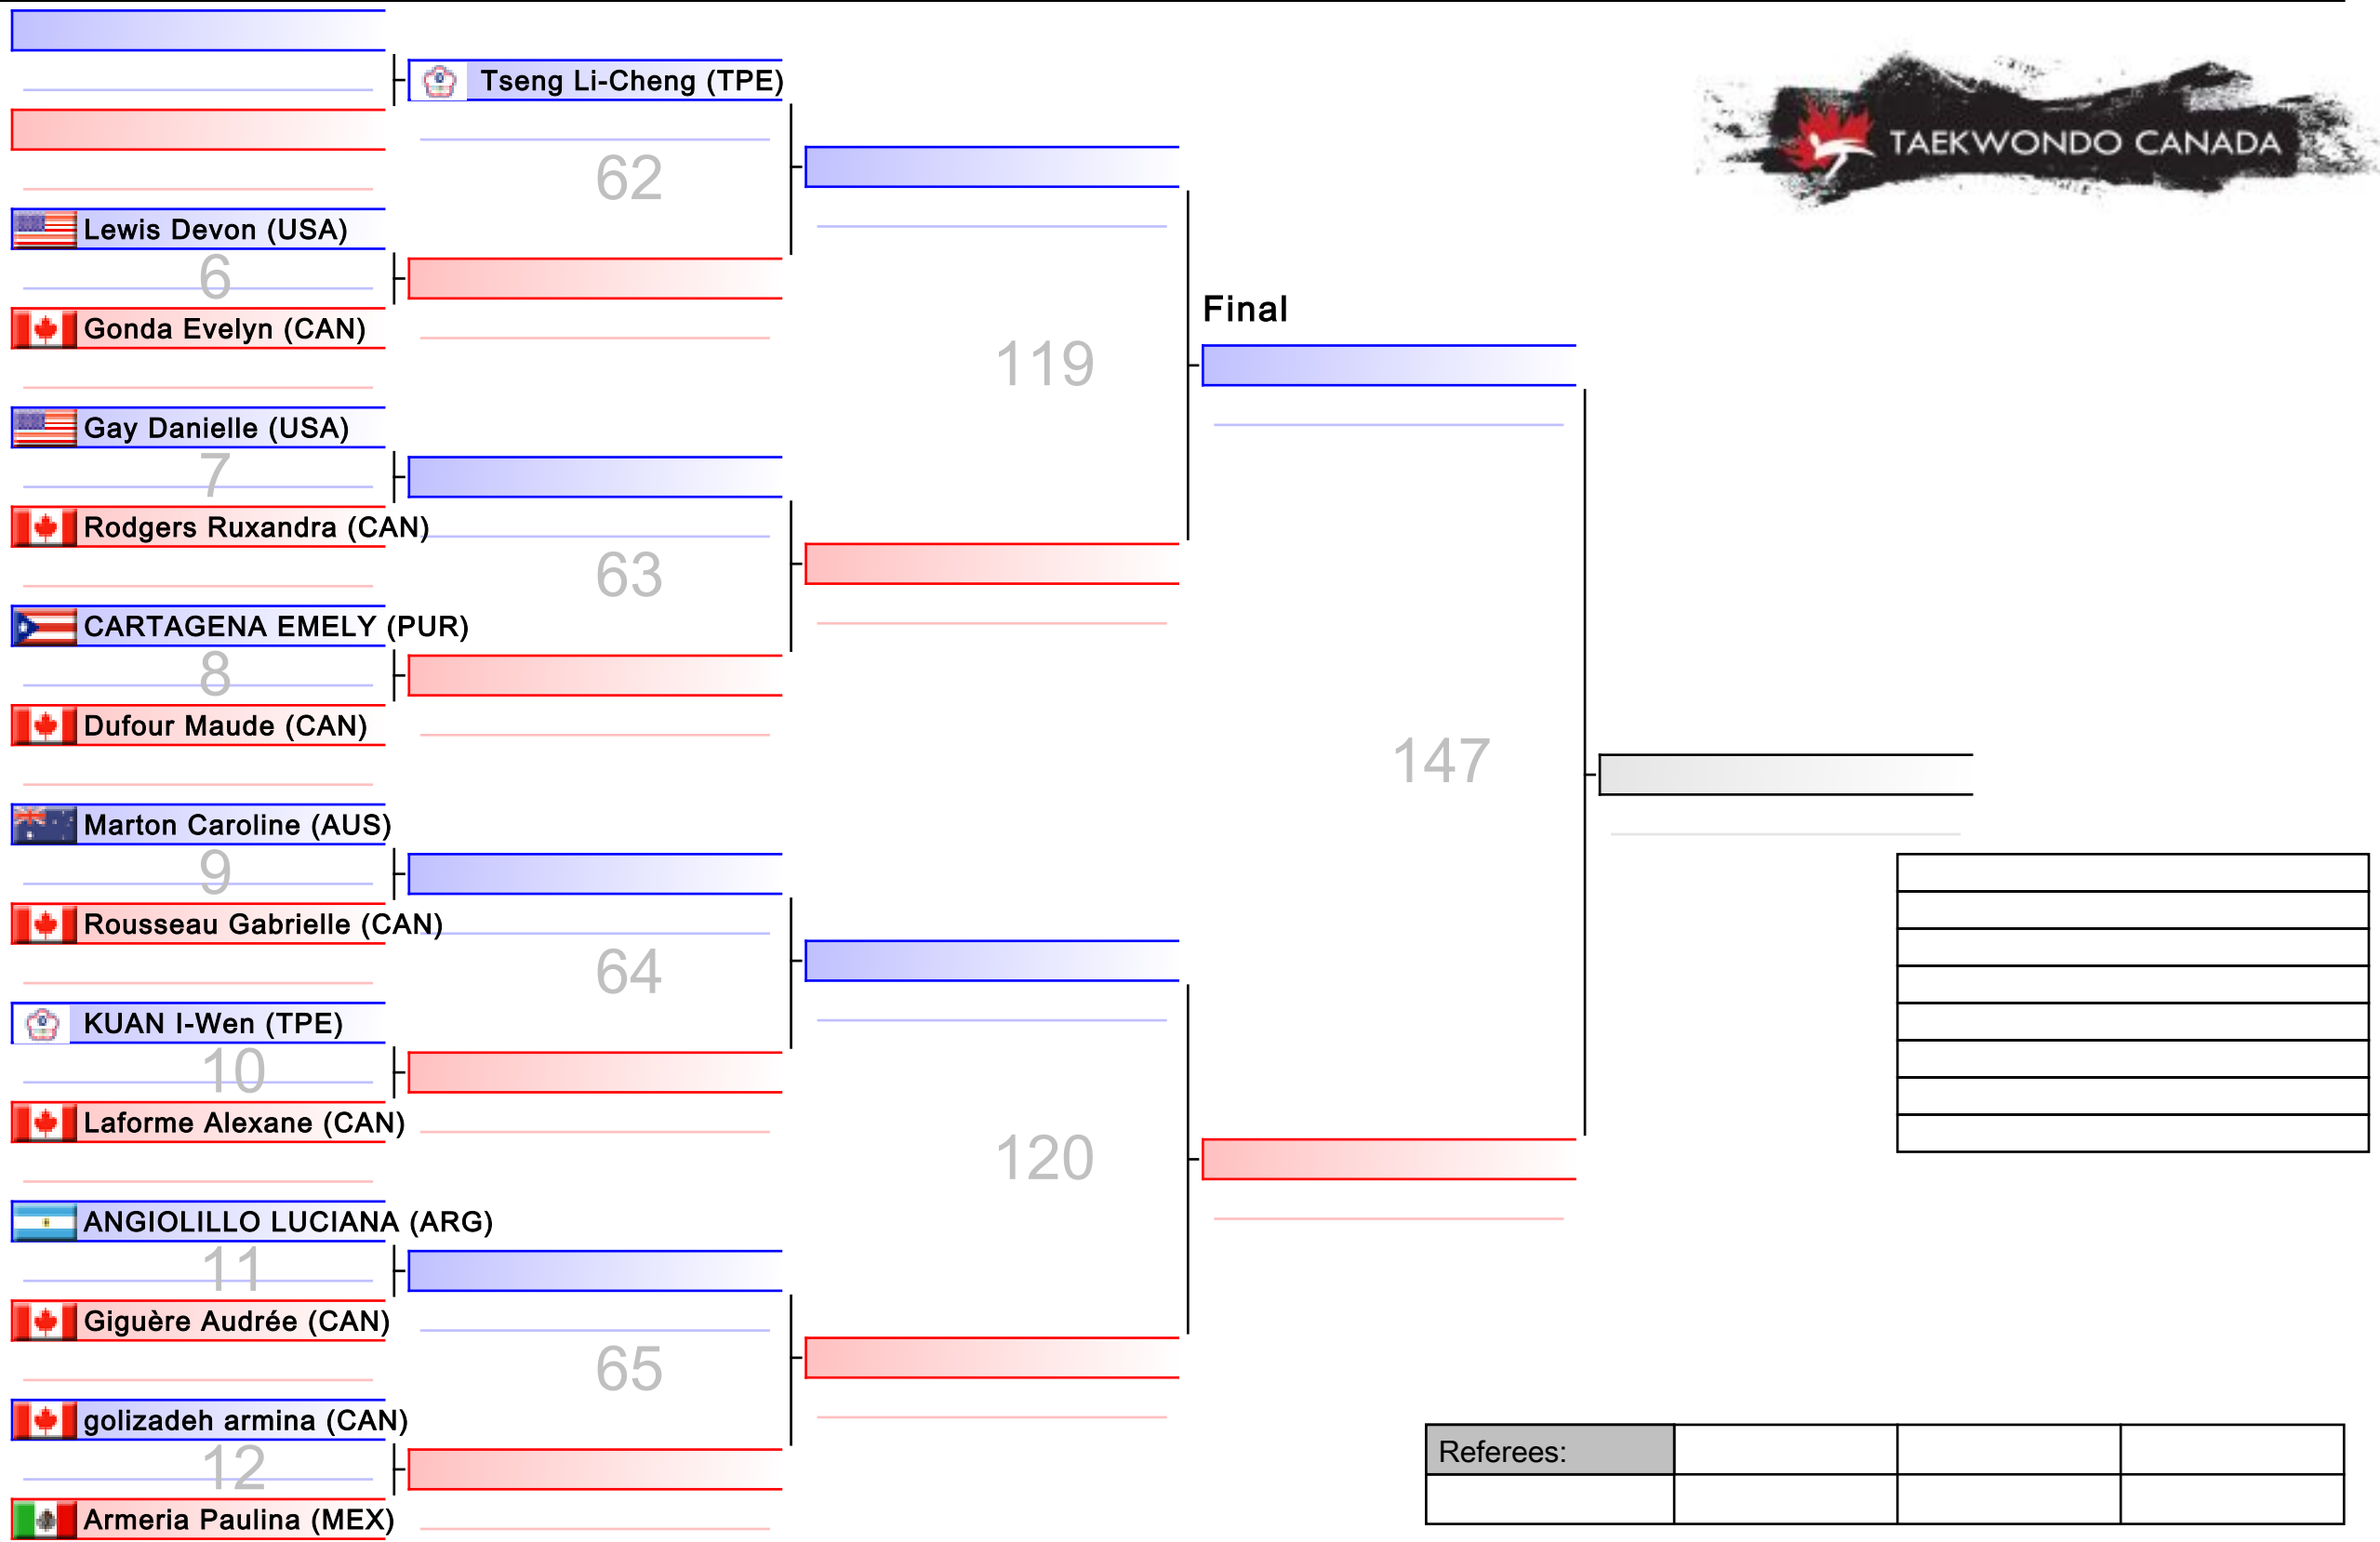 Tseng Li-Cheng (TPE)
TAEKWONDO CANADA
62
Lewis Devon (USA)
6
Gonda Evelyn (CAN)
Final
119
Gay Danielle (USA)
7
Rodgers Ruxandra (CAN)
63
CARTAGENA EMELY (PUR)
8
Dufour Maude (CAN)
147
Marton Caroline (AUS)
9
Rousseau Gabrielle (CAN)
64
KUAN I-Wen (TPE)
10
Laforme Alexane (CAN)
120
ANGIOLILLO LUCIANA (ARG)
11
Giguère Audrée (CAN)
65
golizadeh armina (CAN)
12
Referees:
Armeria Paulina (MEX)